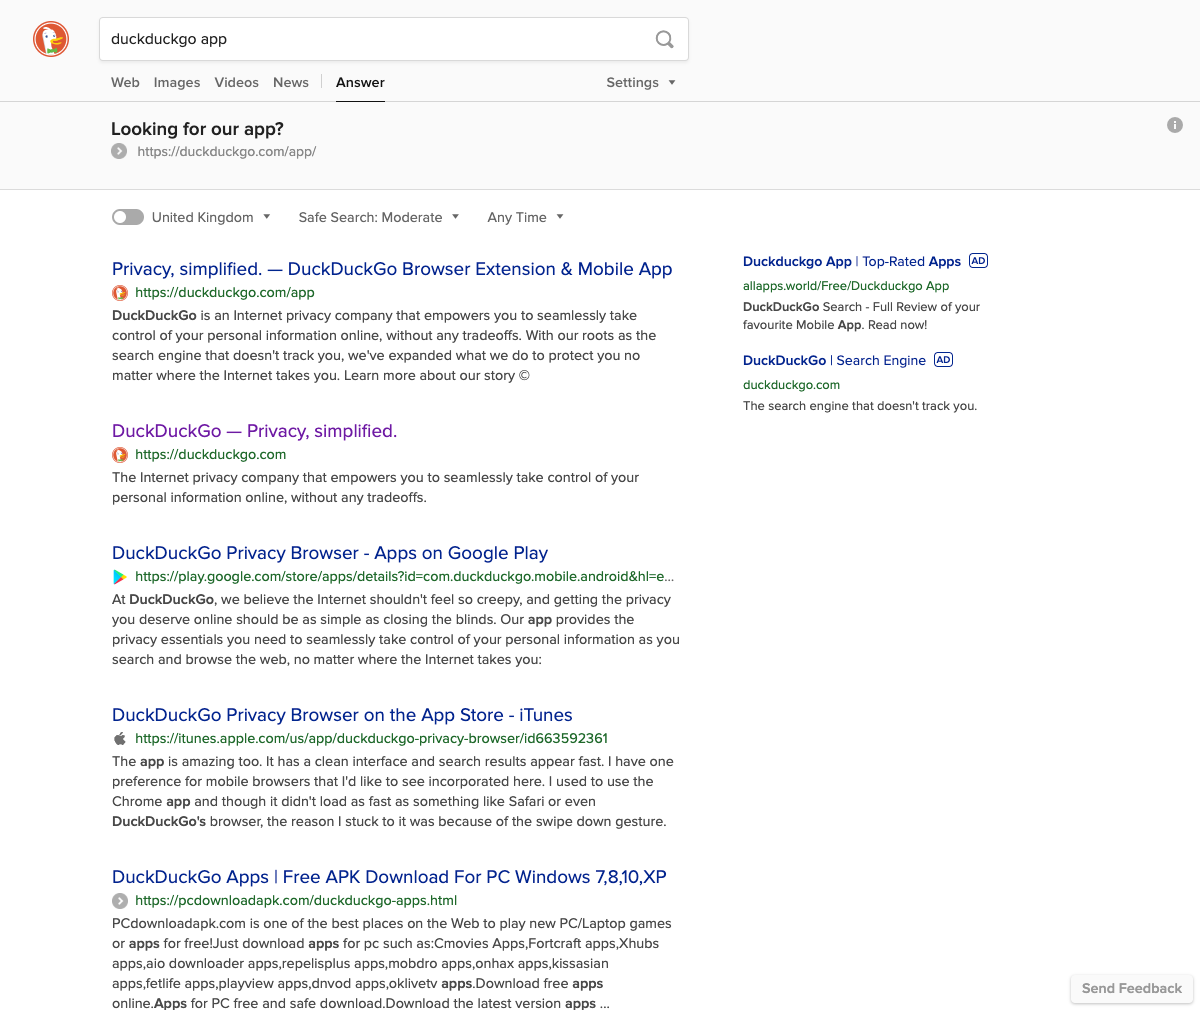 duckduckgo app
Web Images Videos News Answer Settings
Looking for our app?
https://duckduckgo.com/app/
United Kingdom Safe Search: Moderate Any Time
Privacy, simplified. — DuckDuckGo Browser Extension & Mobile App
https://duckduckgo.com/app
DuckDuckGo is an Internet privacy company that empowers you to seamlessly take
control of your personal information online, without any tradeoffs. With our roots as the
search engine that doesn't track you, we've expanded what we do to protect you no
matter where the Internet takes you. Learn more about our story ©
DuckDuckGo — Privacy, simplified.
https://duckduckgo.com
The Internet privacy company that empowers you to seamlessly take control of your
personal information online, without any tradeoffs.
DuckDuckGo Privacy Browser - Apps on Google Play
https://play.google.com/store/apps/details?id=com.duckduckgo.mobile.android&hl=e...
At DuckDuckGo, we believe the Internet shouldn't feel so creepy, and getting the privacy
you deserve online should be as simple as closing the blinds. Our app provides the
privacy essentials you need to seamlessly take control of your personal information as you
search and browse the web, no matter where the Internet takes you:
DuckDuckGo Privacy Browser on the App Store - iTunes
https://itunes.apple.com/us/app/duckduckgo-privacy-browser/id663592361
The app is amazing too. It has a clean interface and search results appear fast. I have one
preference for mobile browsers that I'd like to see incorporated here. I used to use the
Chrome app and though it didn't load as fast as something like Safari or even
DuckDuckGo's browser, the reason I stuck to it was because of the swipe down gesture.
DuckDuckGo Apps | Free APK Download For PC Windows 7,8,10,XP
https://pcdownloadapk.com/duckduckgo-apps.html
PCdownloadapk.com is one of the best places on the Web to play new PC/Laptop games
or apps for free!Just download apps for pc such as:Cmovies Apps,Fortcraft apps,Xhubs
apps,aio downloader apps,repelisplus apps,mobdro apps,onhax apps,kissasian
apps,fetlife apps,playview apps,dnvod apps,oklivetv apps.Download free apps
online.Apps for PC free and safe download.Download the latest version apps ...
Duckduckgo App | Top-Rated Apps AD
allapps.world/Free/Duckduckgo App
DuckDuckGo Search - Full Review of your
favourite Mobile App. Read now!
DuckDuckGo | Search Engine AD
duckduckgo.com
The search engine that doesn't track you.
Send Feedback